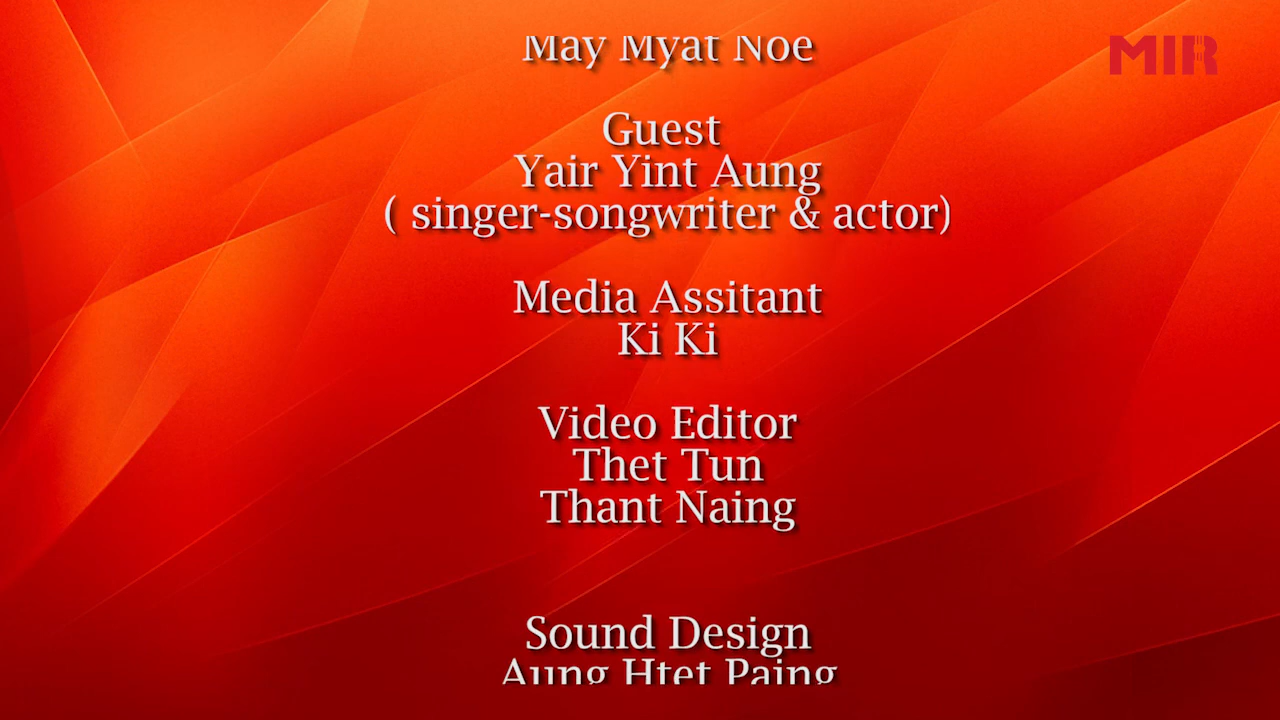 May Myat Noe
MIR
Guest
Yair Yint Aung
( singer-songwriter & actor)
Media Assitant
Ki Ki
Video Editor
Thet Tun
Thant Naing
Sound Design
Aung Htet Paing